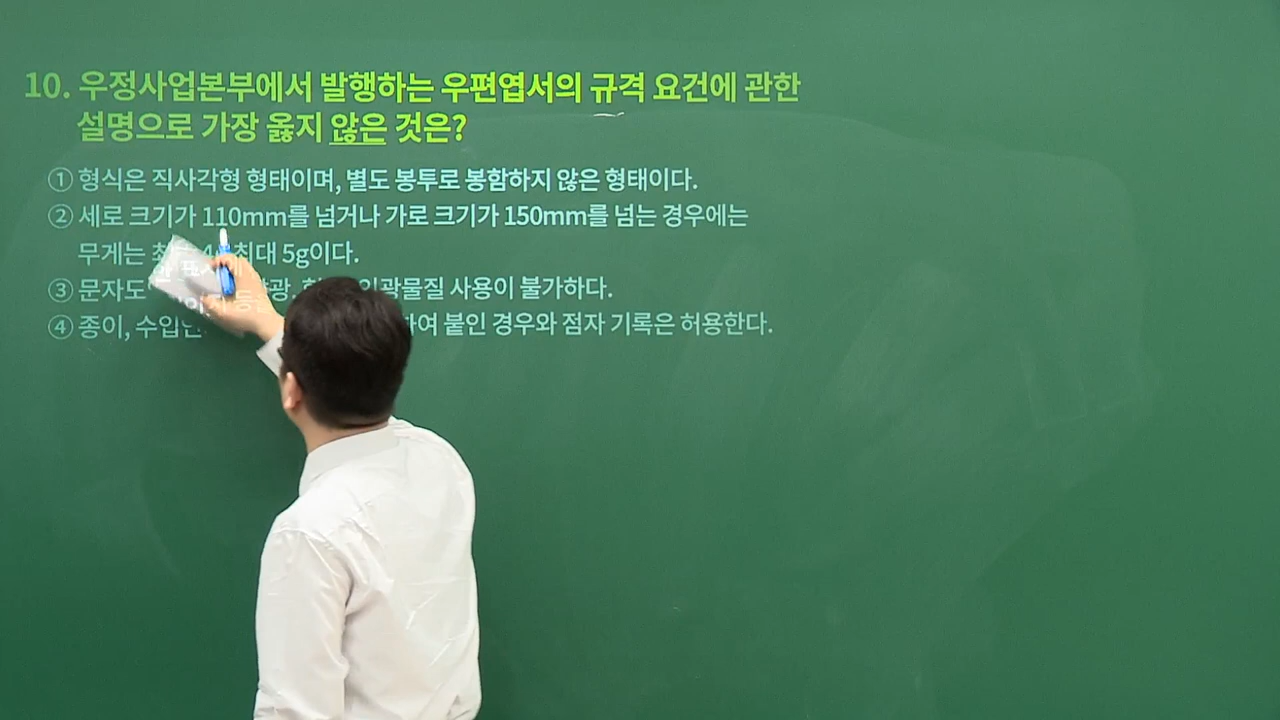 10. 우정사업본부에서 발행하는 우편엽서의 규격 요건에 관한
설명으로 가장 옳지 않은 것은?
① 형식은 직사각형 형태이며, 별도 봉투로 봉함하지 않은 형태이다.
② 세로 크기가 110mm를 넘거나 가로 크기가 150mm를 넘는 경우에는
무게는 최대 5g이다.
③ 문자도 사용이 불가하다.
④ 종이, 붙인 경우와 점자 기록은 허용한다.